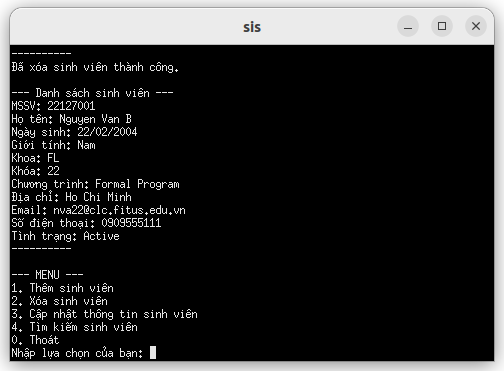 sis
----------
Đã xóa sinh viên thành công.
--- Danh sách sinh viên ---
MSSV: 22127001
Họ tên: Nguyen Van B
Ngày sinh: 22/02/2004
Giới tính: Nam
Khoa: FL
Khóa: 22
Chương trình: Formal Program
Địa chỉ: Ho Chi Minh
Email: nva22@clc.fitus.edu.vn
Số điện thoại: 0909555111
Tình trạng: Active
----------
--- MENU ---
1. Thêm sinh viên
2. Xóa sinh viên
3. Cập nhật thông tin sinh viên
4. Tìm kiếm sinh viên
0. Thoát
Nhập lựa chọn của bạn: